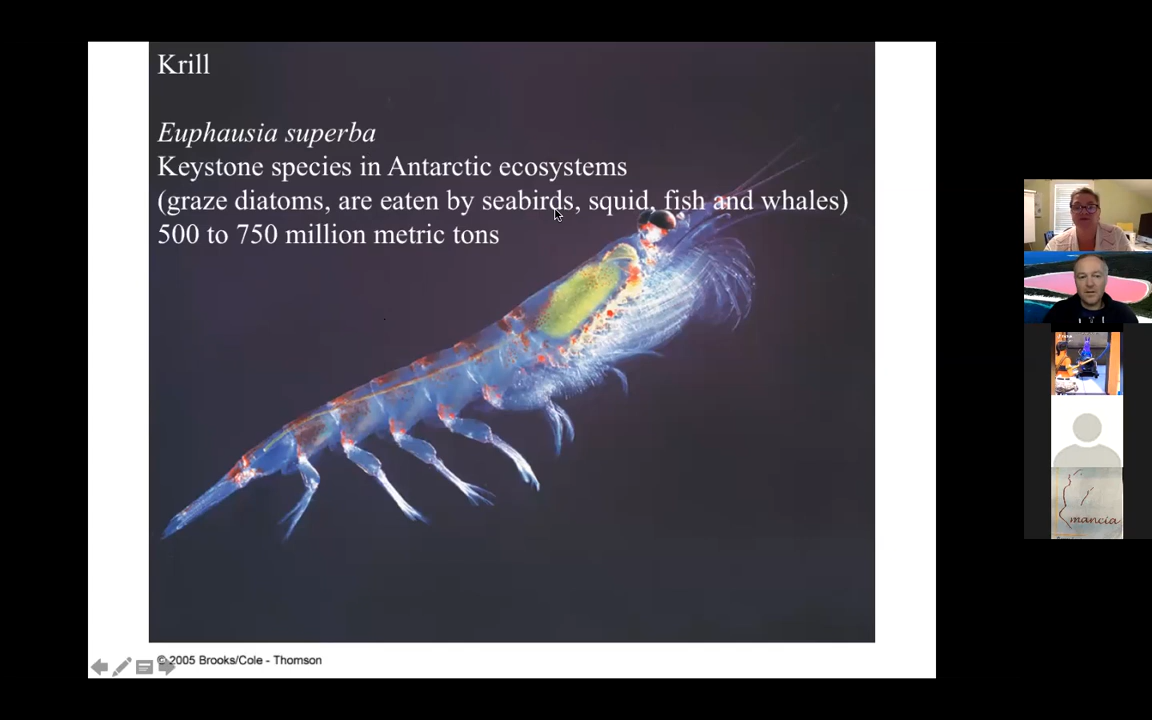 Krill
Euphausia superba
Keystone species in Antarctic ecosystems
(graze diatoms, are eaten by seabirds, squid, fish and whales)
500 to 750 million metric tons
© 2005 Brooks/Cole - Thomson
mancia